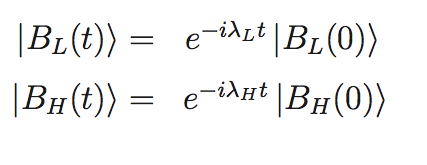 |B_L(t)⟩ = e^{-iλ_L t} |B_L(0)⟩
|B_H(t)⟩ = e^{-iλ_H t} |B_H(0)⟩